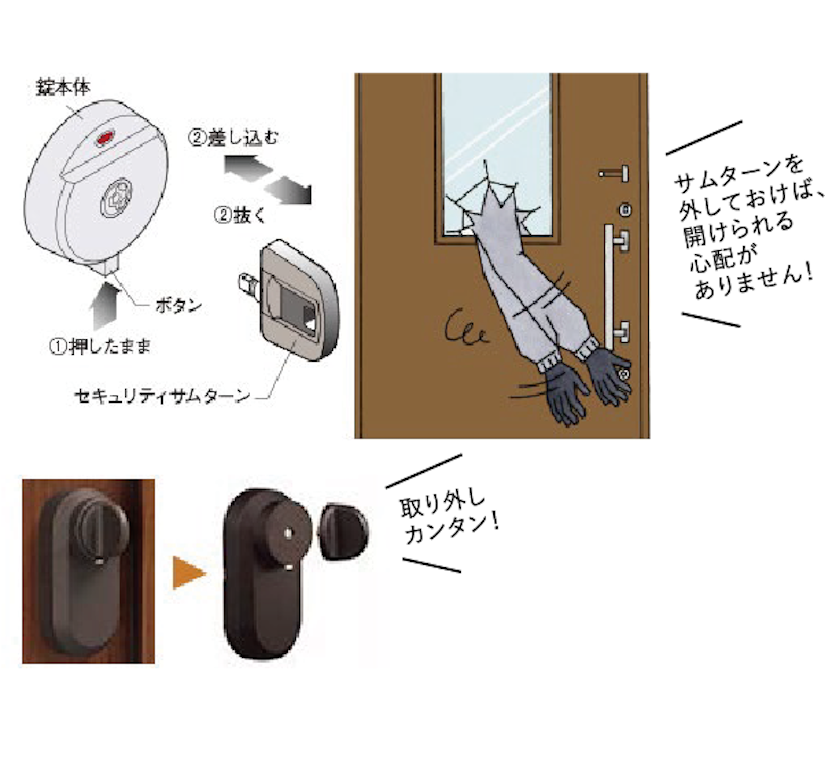 錠本体
②差し込む
②抜く
ボタン
①押したまま
セキュリティサムターン
サムターンを
外しておけば、
開けられる
心配が
ありません!
取り外し
カンタン!